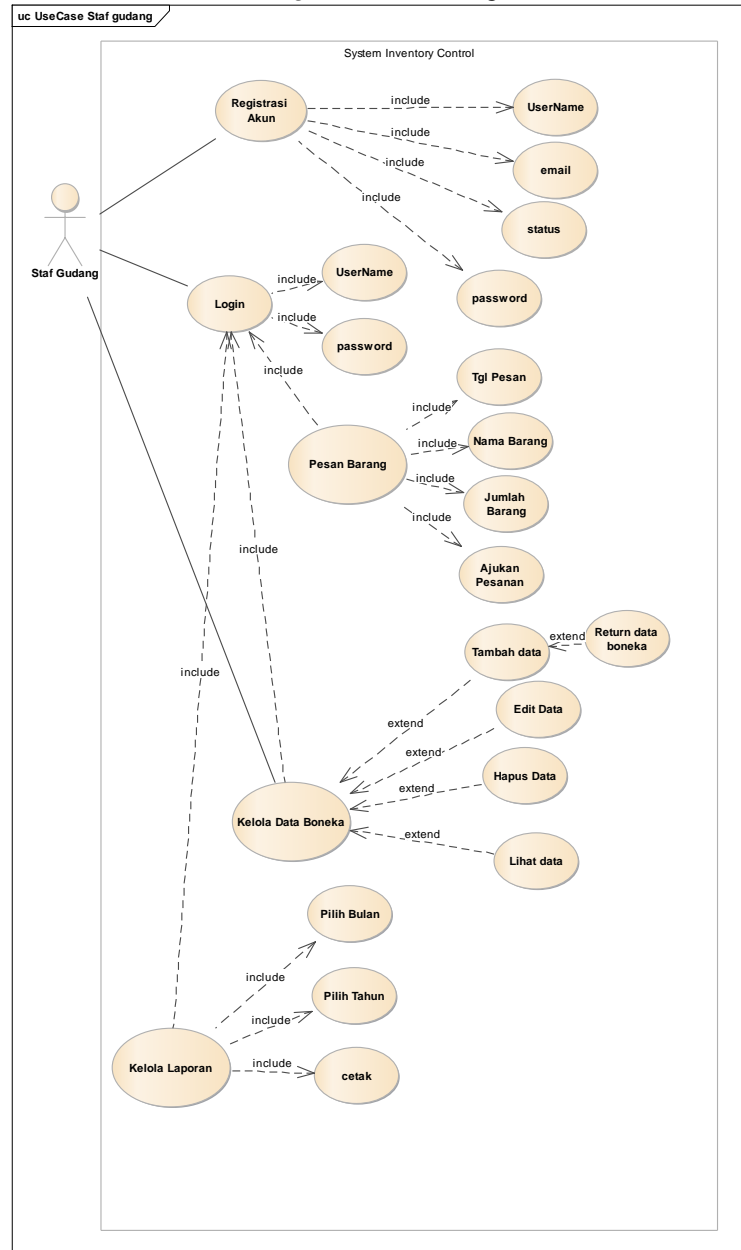 uc UseCase Staf gudang
System Inventory Control
Registrasi
Akun
include
UserName
include
email
include
status
include
password
Staf Gudang
Login
include
UserName
include
password
include
Pesan Barang
include
Tgl Pesan
include
Nama Barang
include
Jumlah
Barang
include
Ajukan
Pesanan
include
include
Tambah data
extend
Return data
boneka
extend
Edit Data
extend
Hapus Data
extend
Kelola Data Boneka
extend
Lihat data
Pilih Bulan
include
Pilih Tahun
include
Kelola Laporan
include
cetak